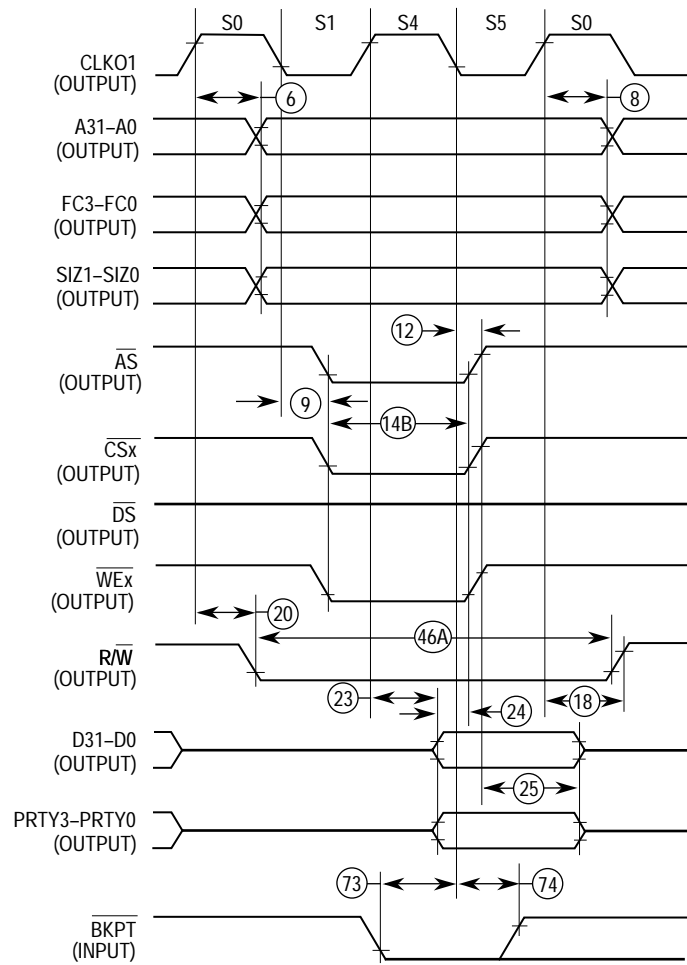 S0 S1 S4 S5 S0
CLKO1
(OUTPUT)
6
8
A31–A0
(OUTPUT)
FC3–FC0
(OUTPUT)
SIZ1–SIZ0
(OUTPUT)
12
AS
(OUTPUT)
9
14B
CSx
(OUTPUT)
DS
(OUTPUT)
WEx
(OUTPUT)
20
46A
R/W
(OUTPUT)
23
24
18
D31–D0
(OUTPUT)
25
PRTY3–PRTY0
(OUTPUT)
73
74
BKPT
(INPUT)